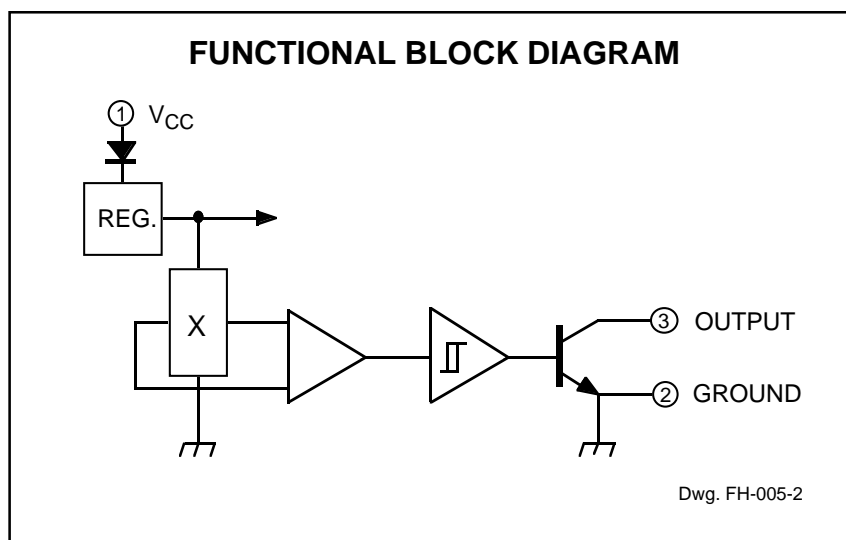 FUNCTIONAL BLOCK DIAGRAM
1 VCC
REG.
X
3 OUTPUT
2 GROUND
Dwg. FH-005-2